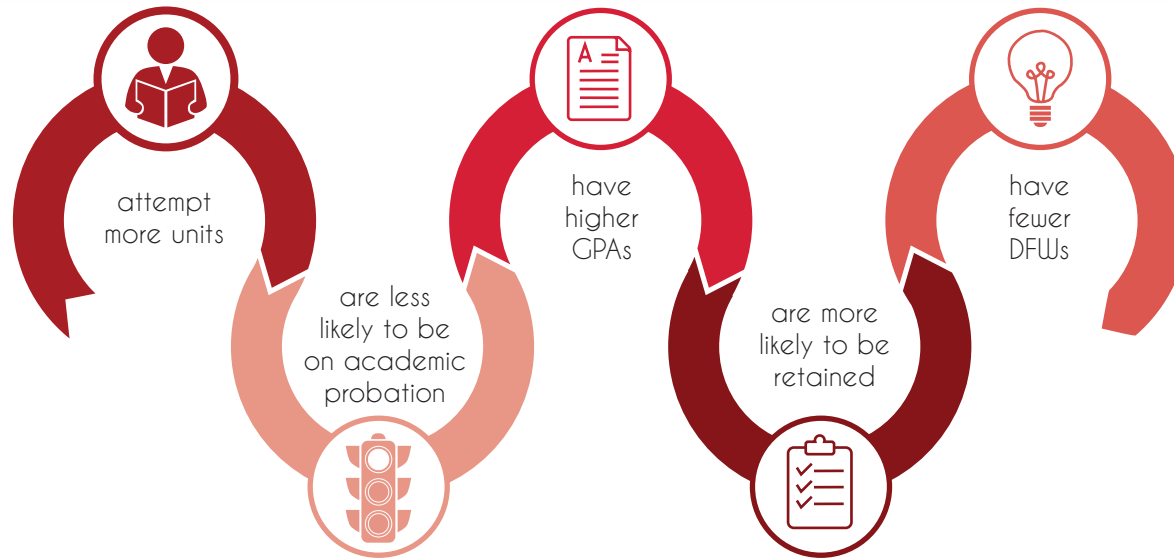 attempt
more units
are less
likely to be
on academic
probation
A
have
higher
GPAs
are more
likely to be
retained
have
fewer
DFWs